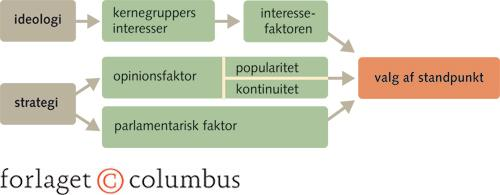 ideologi
kernegruppers
interesser
interesse-
faktoren
strategi
opinionsfaktor
popularitet
kontinuitet
parlamentarisk faktor
valg af standpunkt
forlaget © columbus